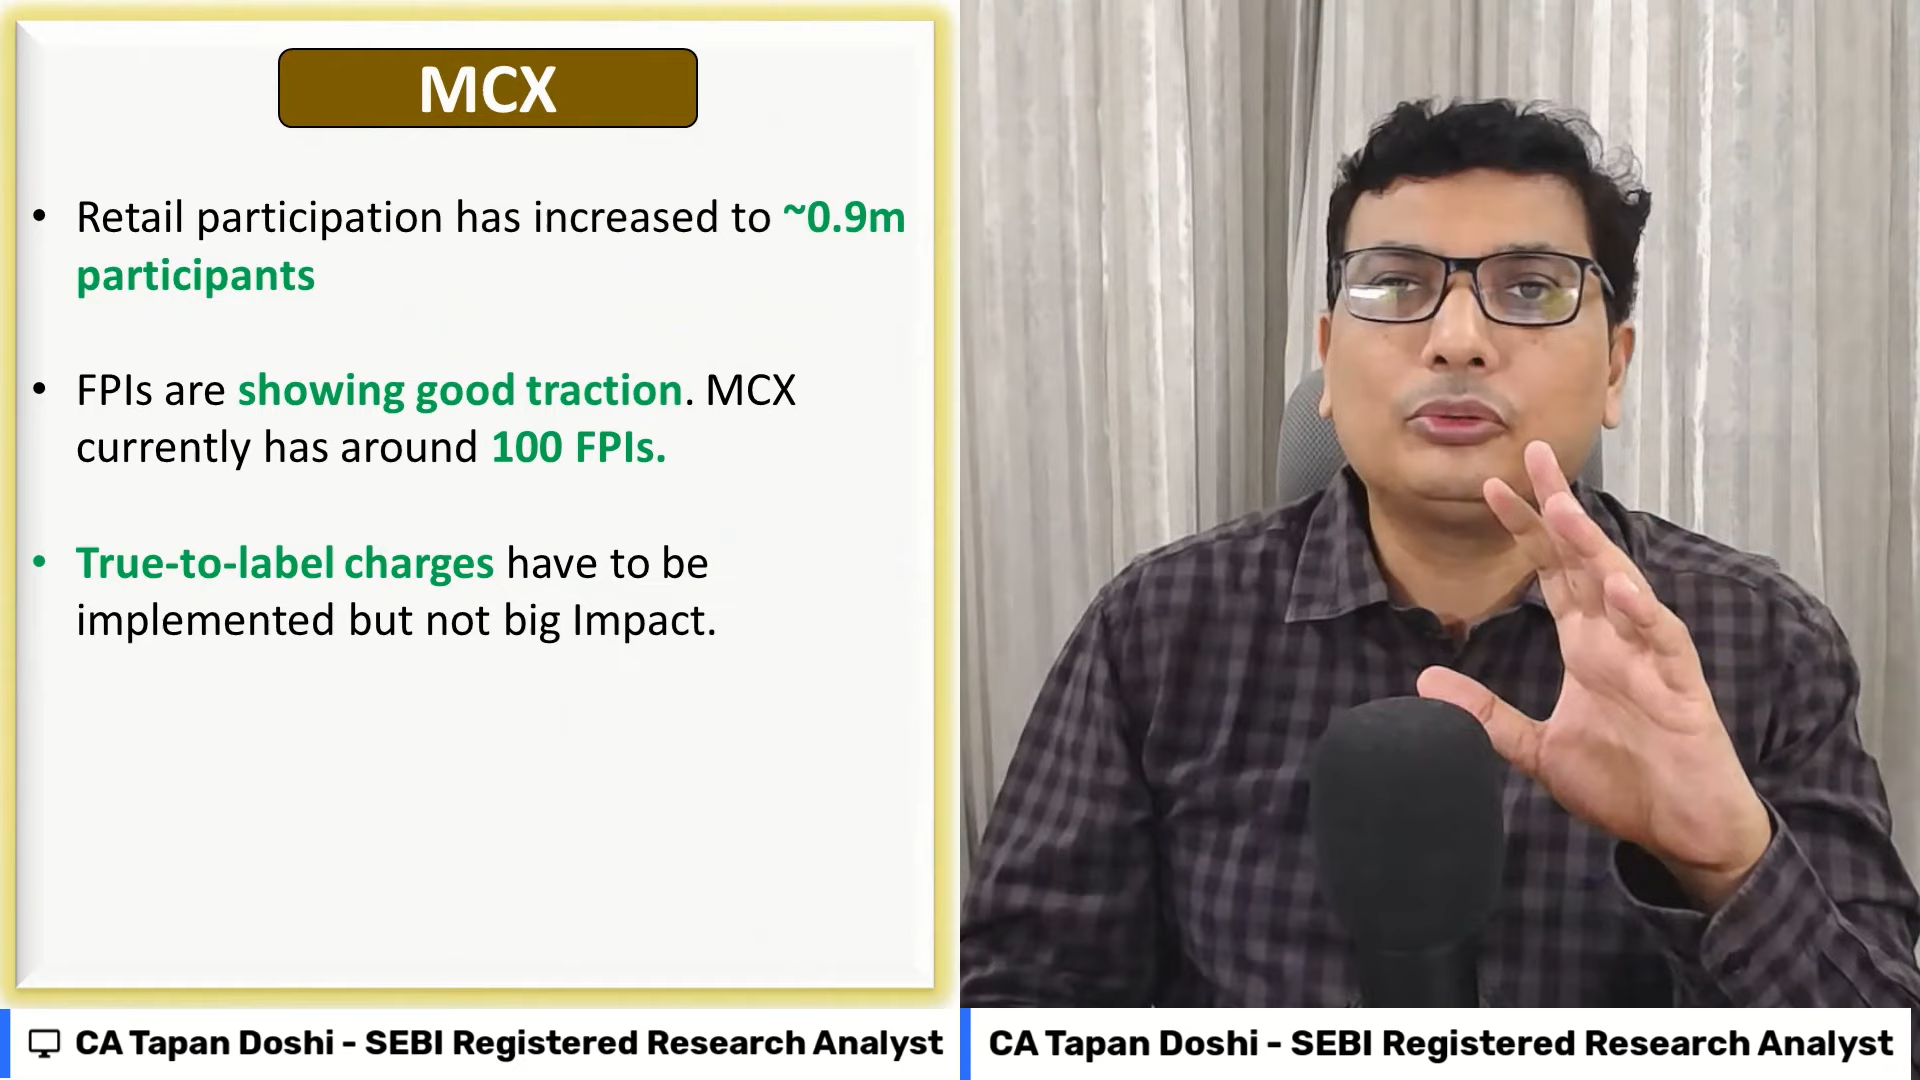 MCX
• Retail participation has increased to ~0.9m
participants
• FPIs are showing good traction. MCX
currently has around 100 FPIs.
• True-to-label charges have to be
implemented but not big Impact.
CA Tapan Doshi - SEBI Registered Research Analyst
CA Tapan Doshi - SEBI Registered Research Analyst